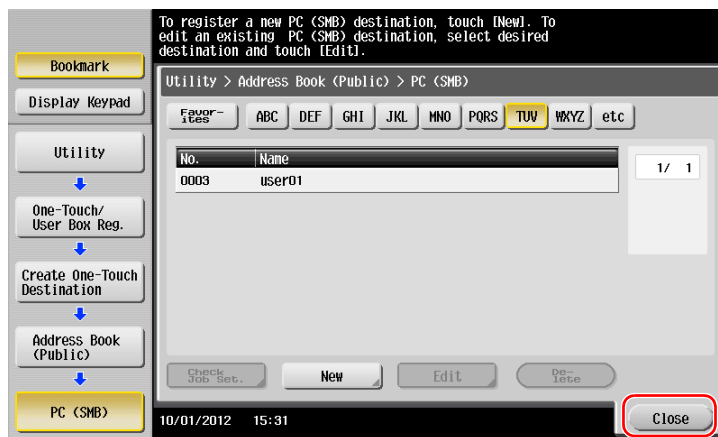 To register a new PC (SMB) destination, touch [New]. To
edit an existing PC (SMB) destination, select desired
destination and touch [Edit].
Bookmark
Display Keypad
Utility
One-Touch/
User Box Reg.
Create One-Touch
Destination
Address Book
(Public)
PC (SMB)
Utility > Address Book (Public) > PC (SMB)
Favor-
ites
ABC DEF GHI JKL MNO PQRS TUV WXYZ etc
No. Name
0003 user01
1/ 1
Check
Job Set.
New
Edit
De-
lete
10/01/2012 15:31
Close